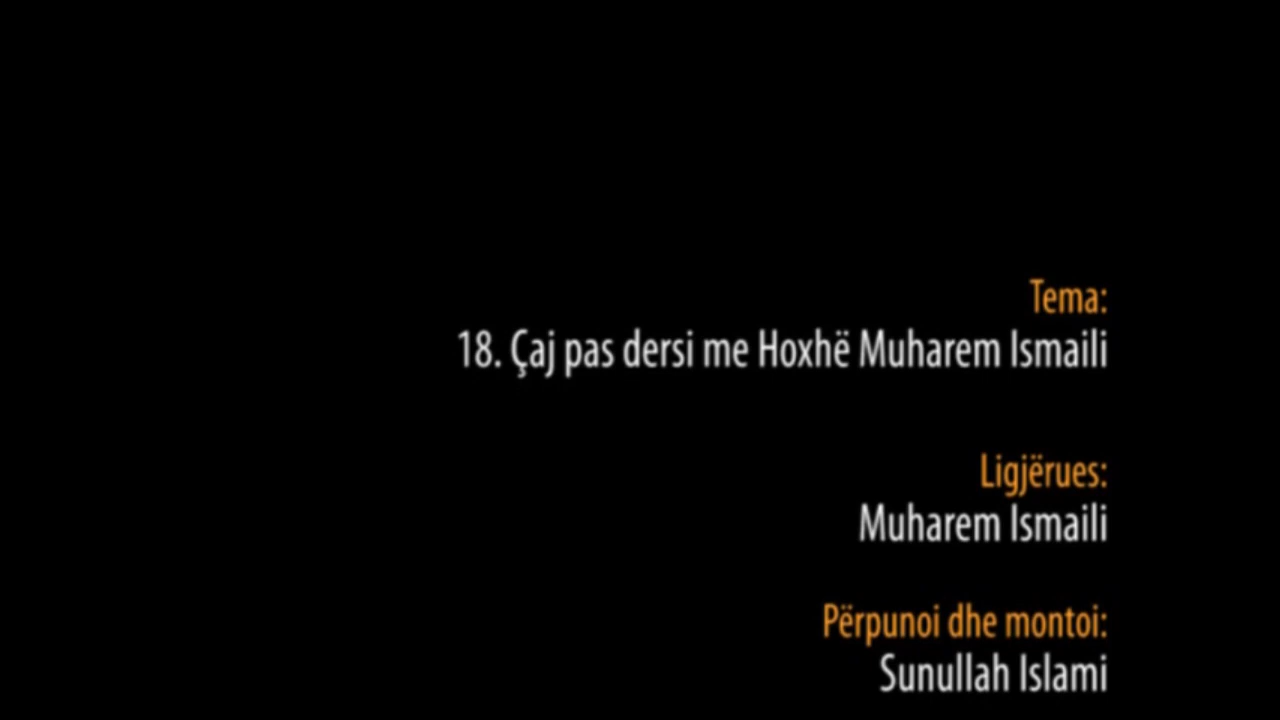 Tema:
18. Çaj pas dersi me Hoxhë Muharem Ismaili
Ligjërues:
Muharem Ismaili
Përpunoi dhe montoi:
Sunullah Islami